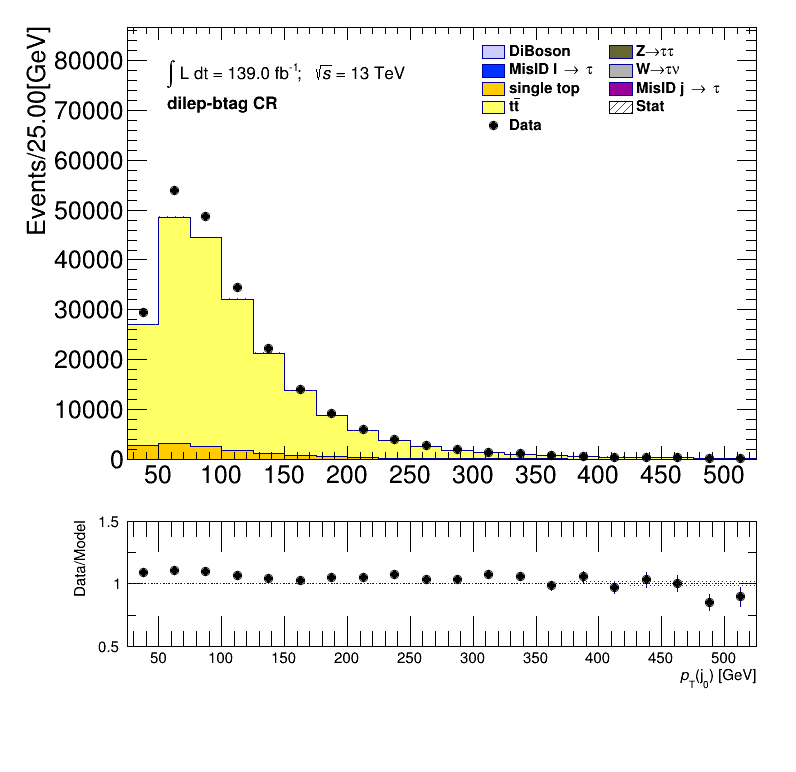 Events/25.00[GeV]
80000
70000
60000
50000
40000
30000
20000
10000
0
∫ L dt = 139.0 fb⁻¹; √s = 13 TeV
dilep-btag CR
DiBoson
MisID l → τ
single top
tt̄
Data
Z→ττ
W→τν
MisID j → τ
Stat
50 100 150 200 250 300 350 400 450 500
Data/Model
1.5
1
0.5
50 100 150 200 250 300 350 400 450 500
p_T(j_0) [GeV]